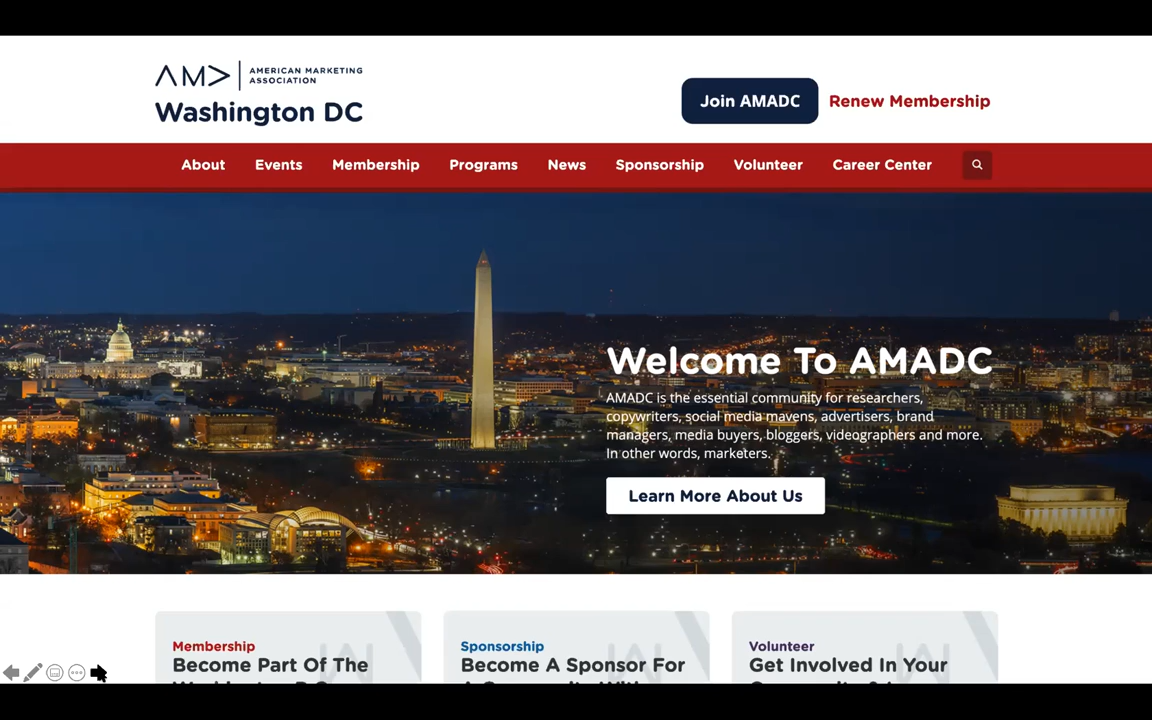 AMA AMERICAN MARKETING
ASSOCIATION
Washington DC
Join AMADC
Renew Membership
About
Events
Membership
Programs
News
Sponsorship
Volunteer
Career Center
Welcome To AMADC
AMADC is the essential community for researchers,
copywriters, social media mavens, advertisers, brand
managers, media buyers, bloggers, videographers and more.
In other words, marketers.
Learn More About Us
Membership
Become Part Of The
Sponsorship
Become A Sponsor For
Volunteer
Get Involved In Your